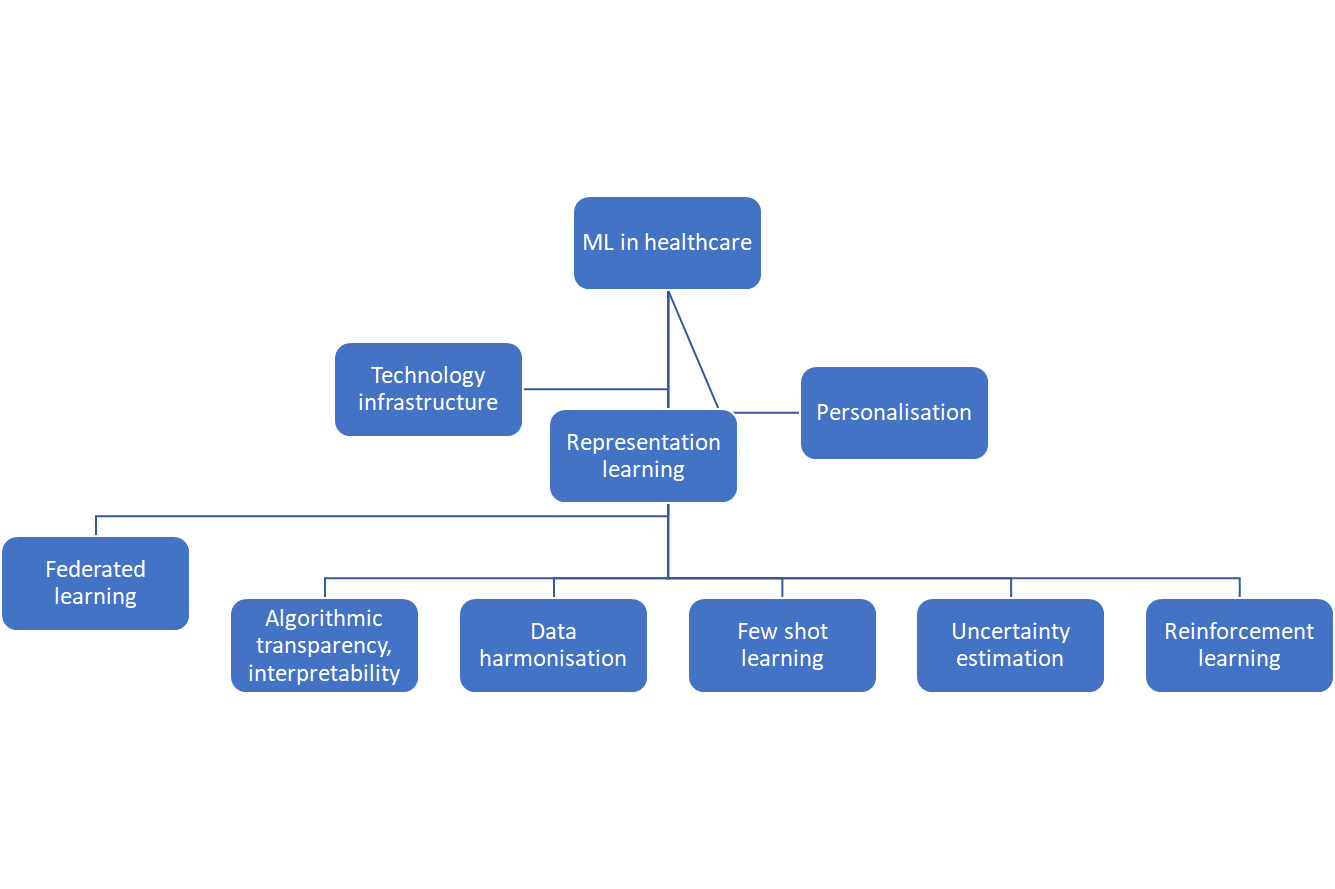 ML in healthcare
Technology
infrastructure
Personalisation
Representation
learning
Federated
learning
Algorithmic
transparency,
interpretability
Data
harmonisation
Few shot
learning
Uncertainty
estimation
Reinforcement
learning